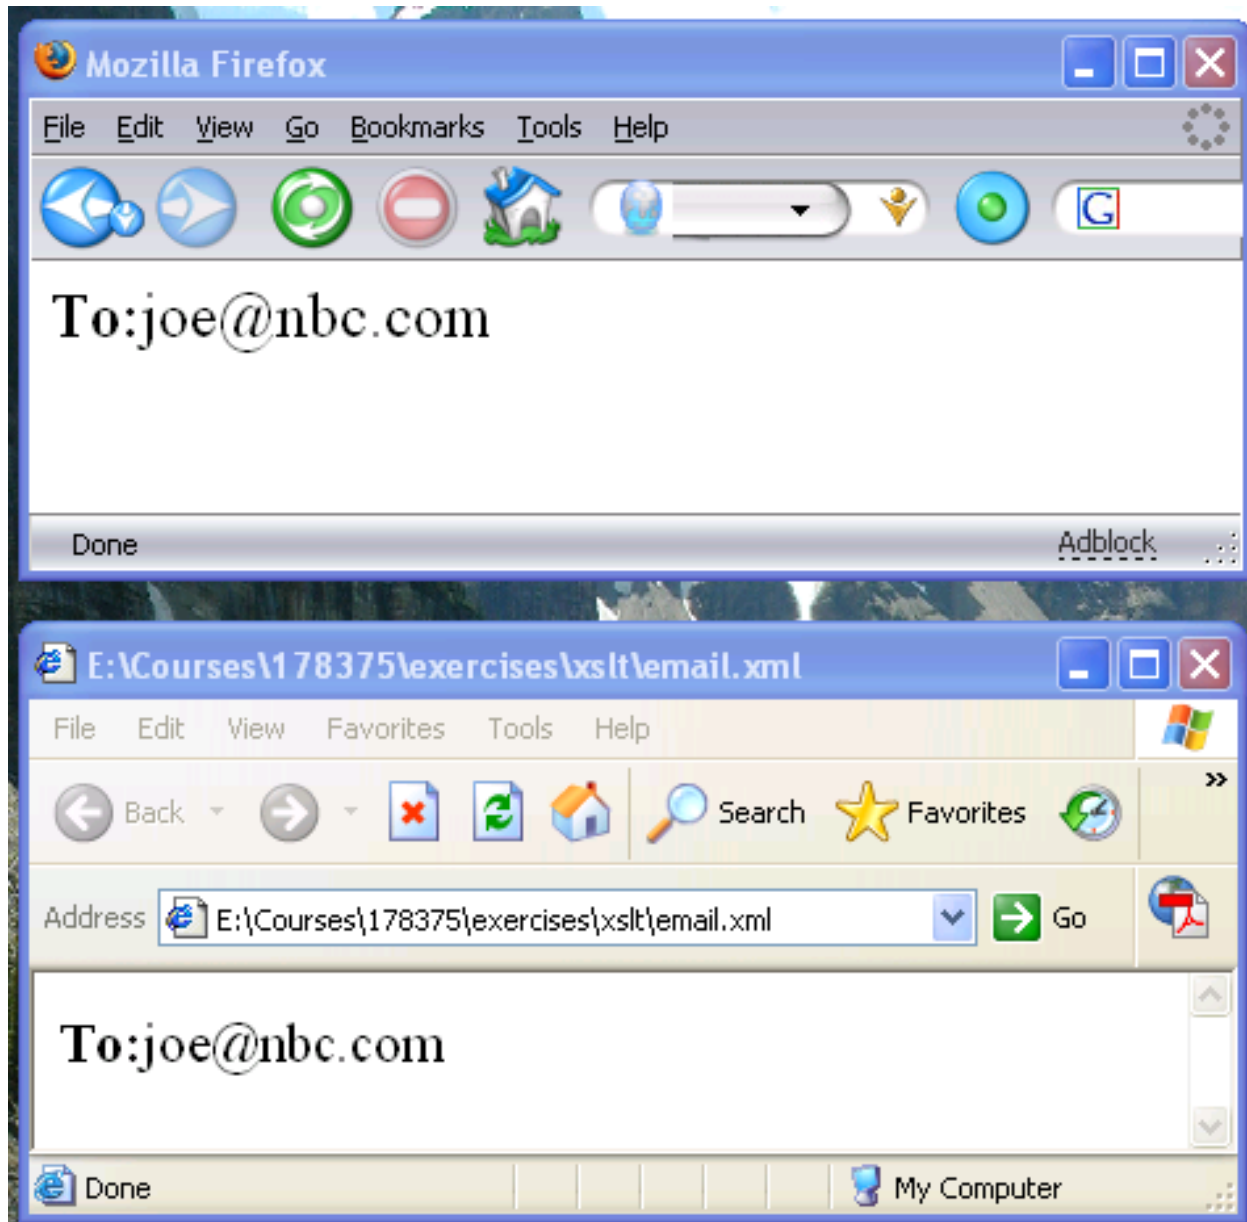 Mozilla Firefox
File Edit View Go Bookmarks Tools Help
G
To:joe@nbc.com
Done Adblock
E:\Courses\178375\exercises\xslt\email.xml
File Edit View Favorites Tools Help
Back Search Favorites »
Address E:\Courses\178375\exercises\xslt\email.xml Go
To:joe@nbc.com
Done My Computer